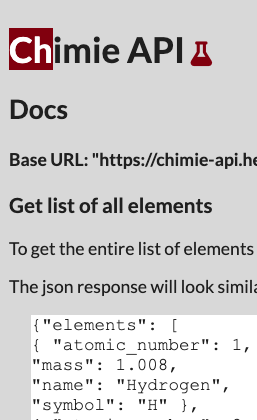 Chimie API
Docs
Base URL: "https://chimie-api.he
Get list of all elements
To get the entire list of elements
The json response will look simila
{"elements": [
{ "atomic_number": 1,
"mass": 1.008,
"name": "Hydrogen",
"symbol": "H" },